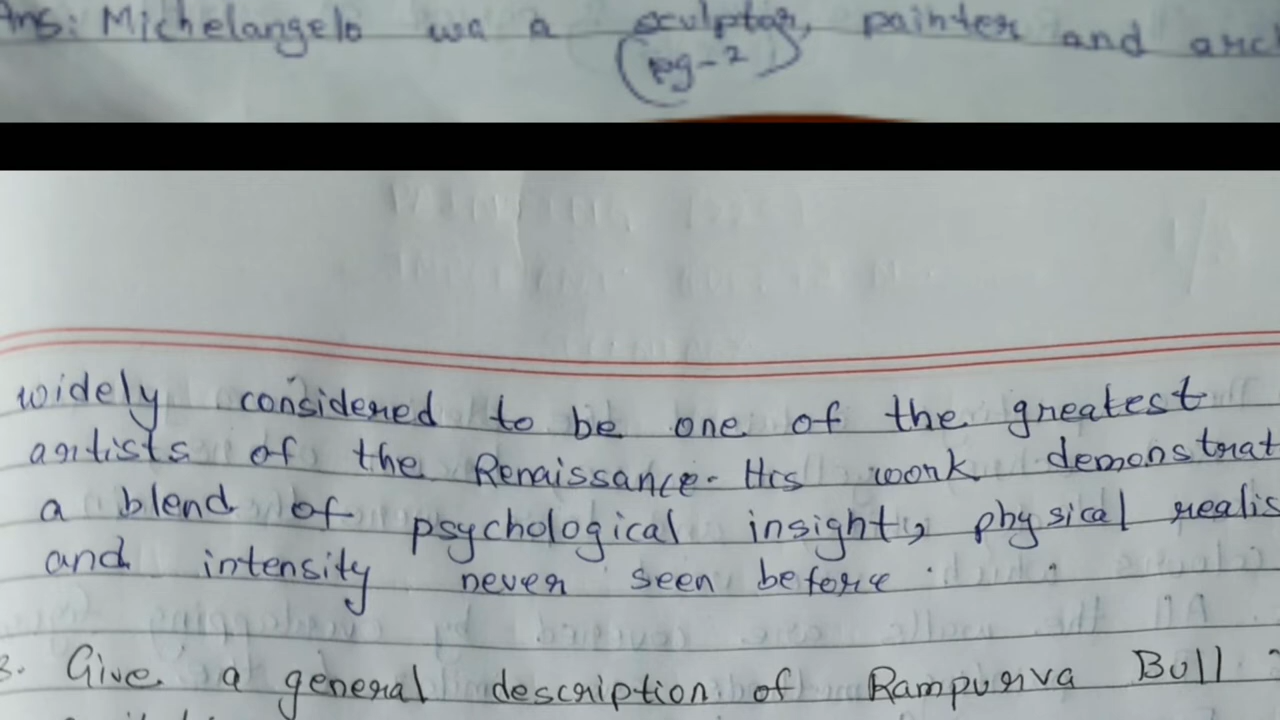 Ans: Michelangelo wa a sculptor, painter and arc
(pg-2)
widely considered to be one of the greatest
artists of the Renaissance. His work demonstrat
a blend of psychological insight, physical realis
and intensity never seen before.
3. Give a general description of Rampurva Bull ?